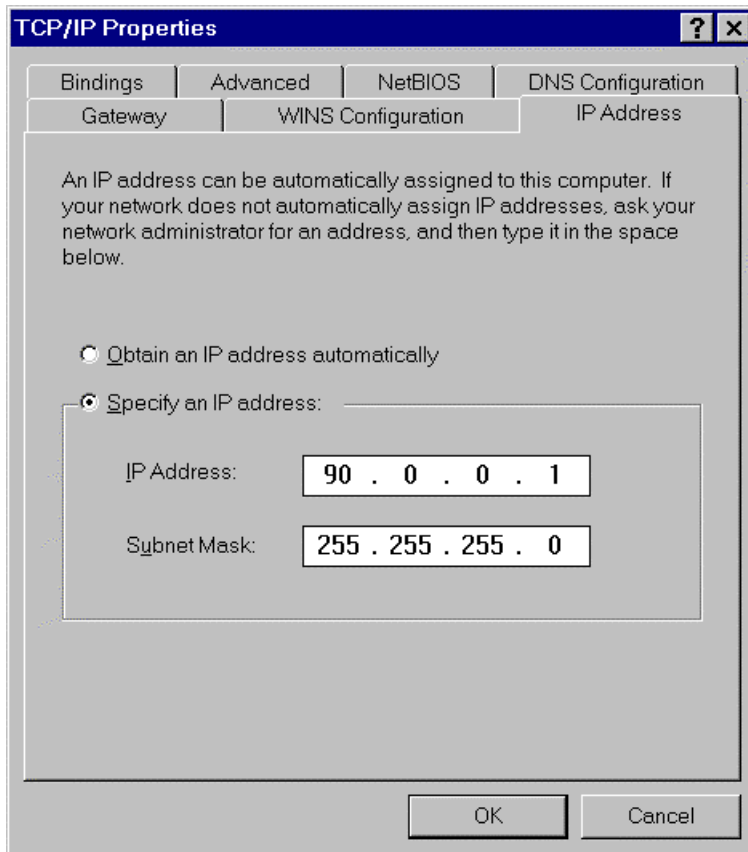 TCP/IP Properties
Bindings Advanced NetBIOS DNS Configuration
Gateway WINS Configuration IP Address
An IP address can be automatically assigned to this computer. If
your network does not automatically assign IP addresses, ask your
network administrator for an address, and then type it in the space
below.
Obtain an IP address automatically
Specify an IP address:
IP Address: 90 . 0 . 0 . 1
Subnet Mask: 255 . 255 . 255 . 0
OK Cancel